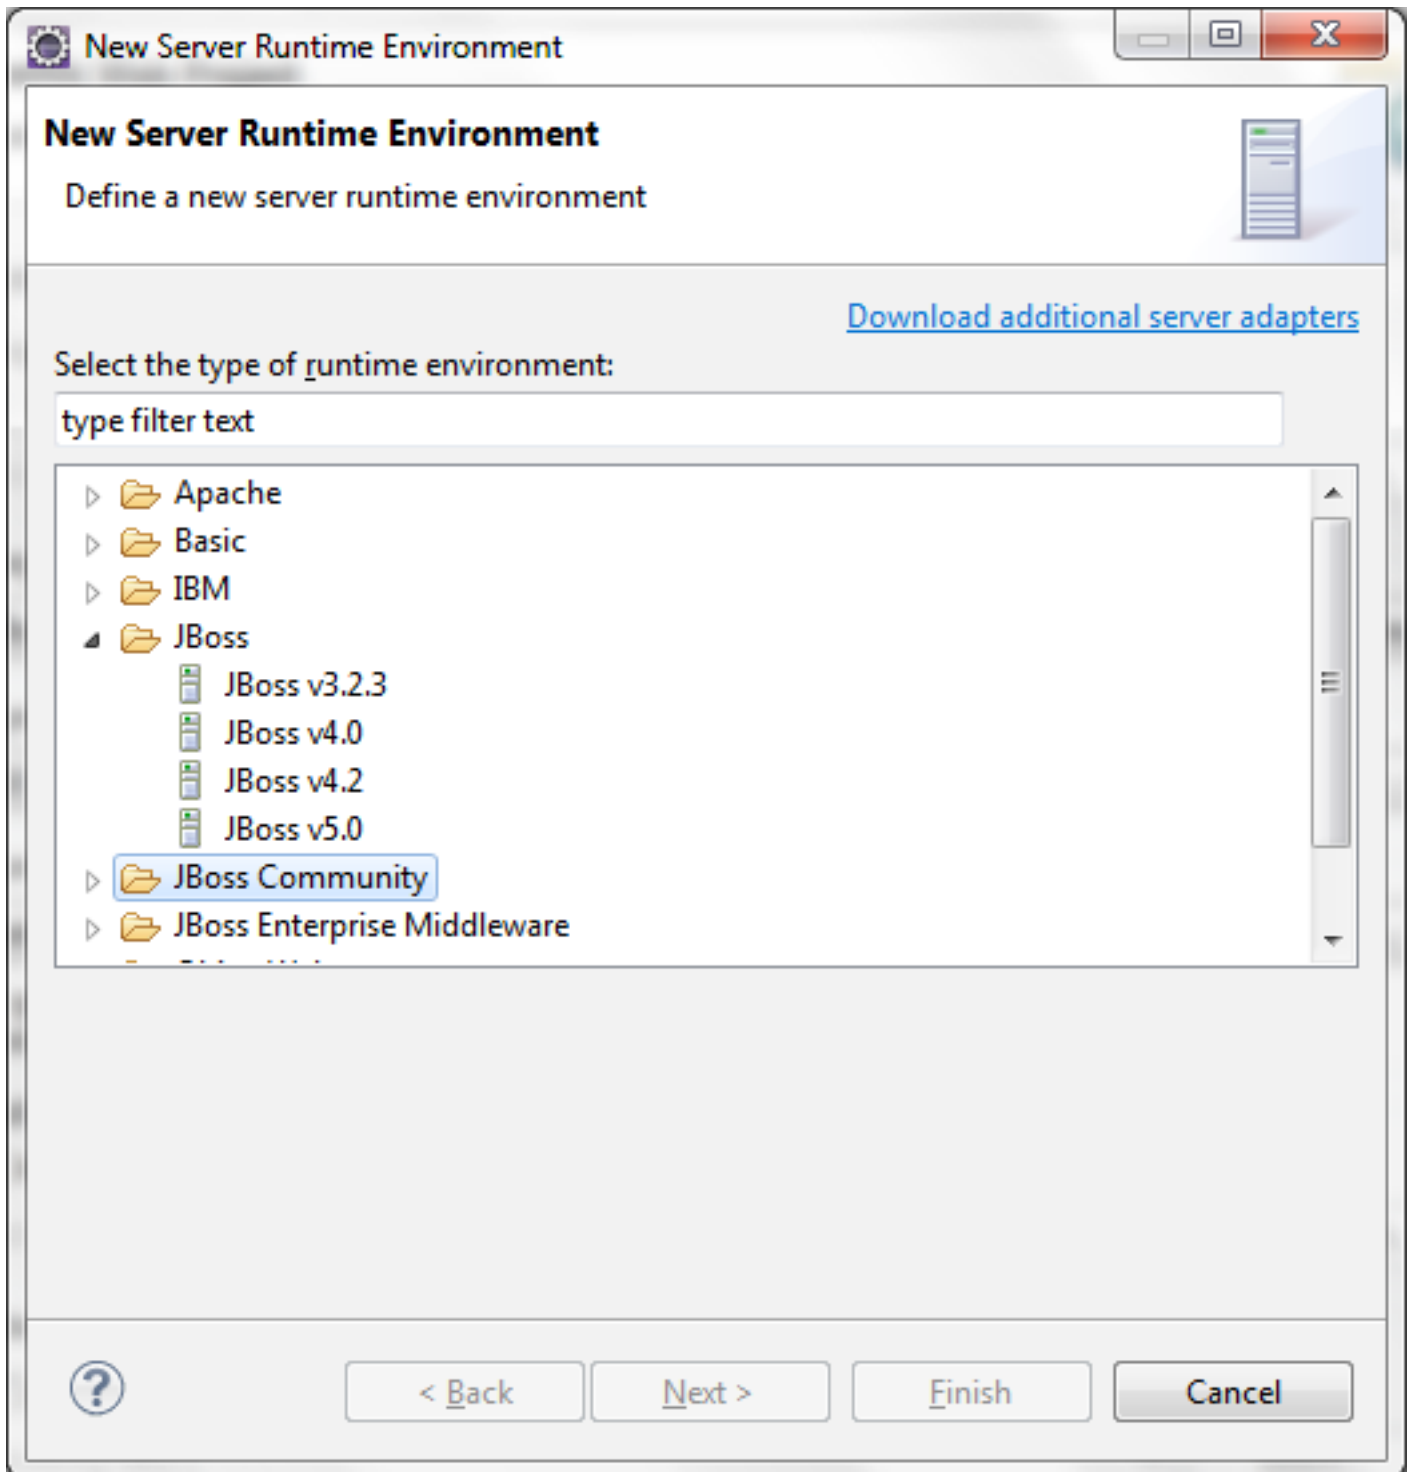 New Server Runtime Environment
New Server Runtime Environment
Define a new server runtime environment
Download additional server adapters
Select the type of runtime environment:
type filter text
Apache
Basic
IBM
JBoss
JBoss v3.2.3
JBoss v4.0
JBoss v4.2
JBoss v5.0
JBoss Community
JBoss Enterprise Middleware
< Back Next > Finish Cancel